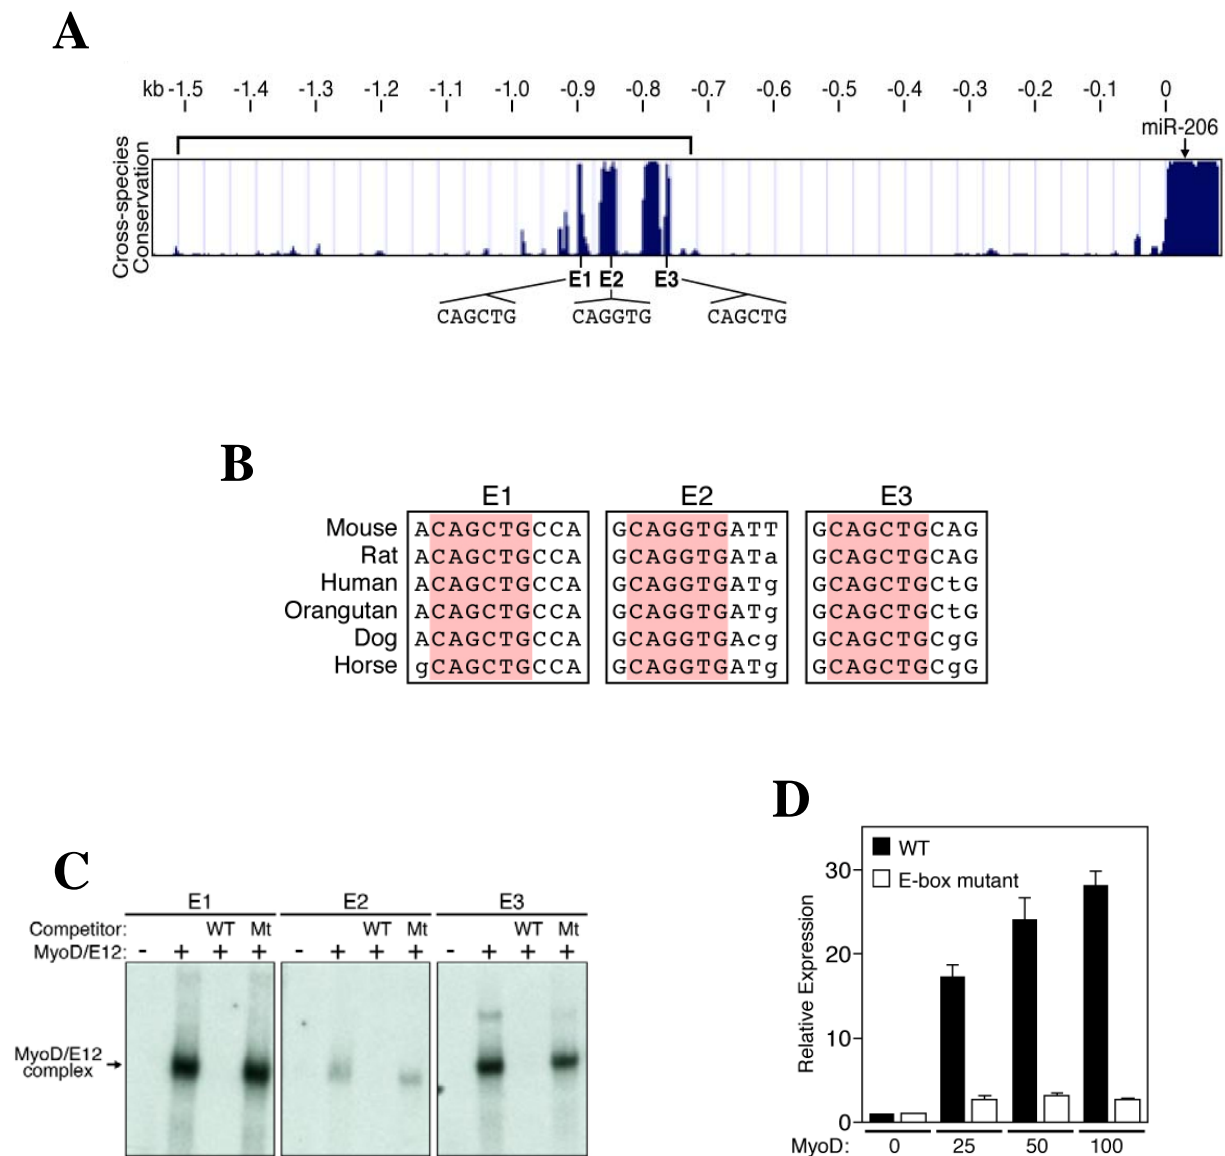 A
kb -1.5 -1.4 -1.3 -1.2 -1.1 -1.0 -0.9 -0.8 -0.7 -0.6 -0.5 -0.4 -0.3 -0.2 -0.1 0
miR-206
Cross-species
Conservation
E1 E2 E3
CAGCTG CAGGTG CAGCTG
B
E1 E2 E3
Mouse ACAGCTGCCA GCAGGTGATT GCAGCTGCAG
Rat ACAGCTGCCA GCAGGTGATa GCAGCTGCAG
Human ACAGCTGCCA GCAGGTGATg GCAGCTGCtG
Orangutan ACAGCTGCCA GCAGGTGATg GCAGCTGCtG
Dog ACAGCTGCCA GCAGGTGAcg GCAGCTGCgG
Horse gCAGCTGCCA GCAGGTGATg GCAGCTGCgG
C
E1 E2 E3
Competitor: WT Mt WT Mt WT Mt
MyoD/E12: - + + + - + + + - + + +
MyoD/E12
complex
D
WT
E-box mutant
Relative Expression
30
20
10
0
MyoD: 0 25 50 100